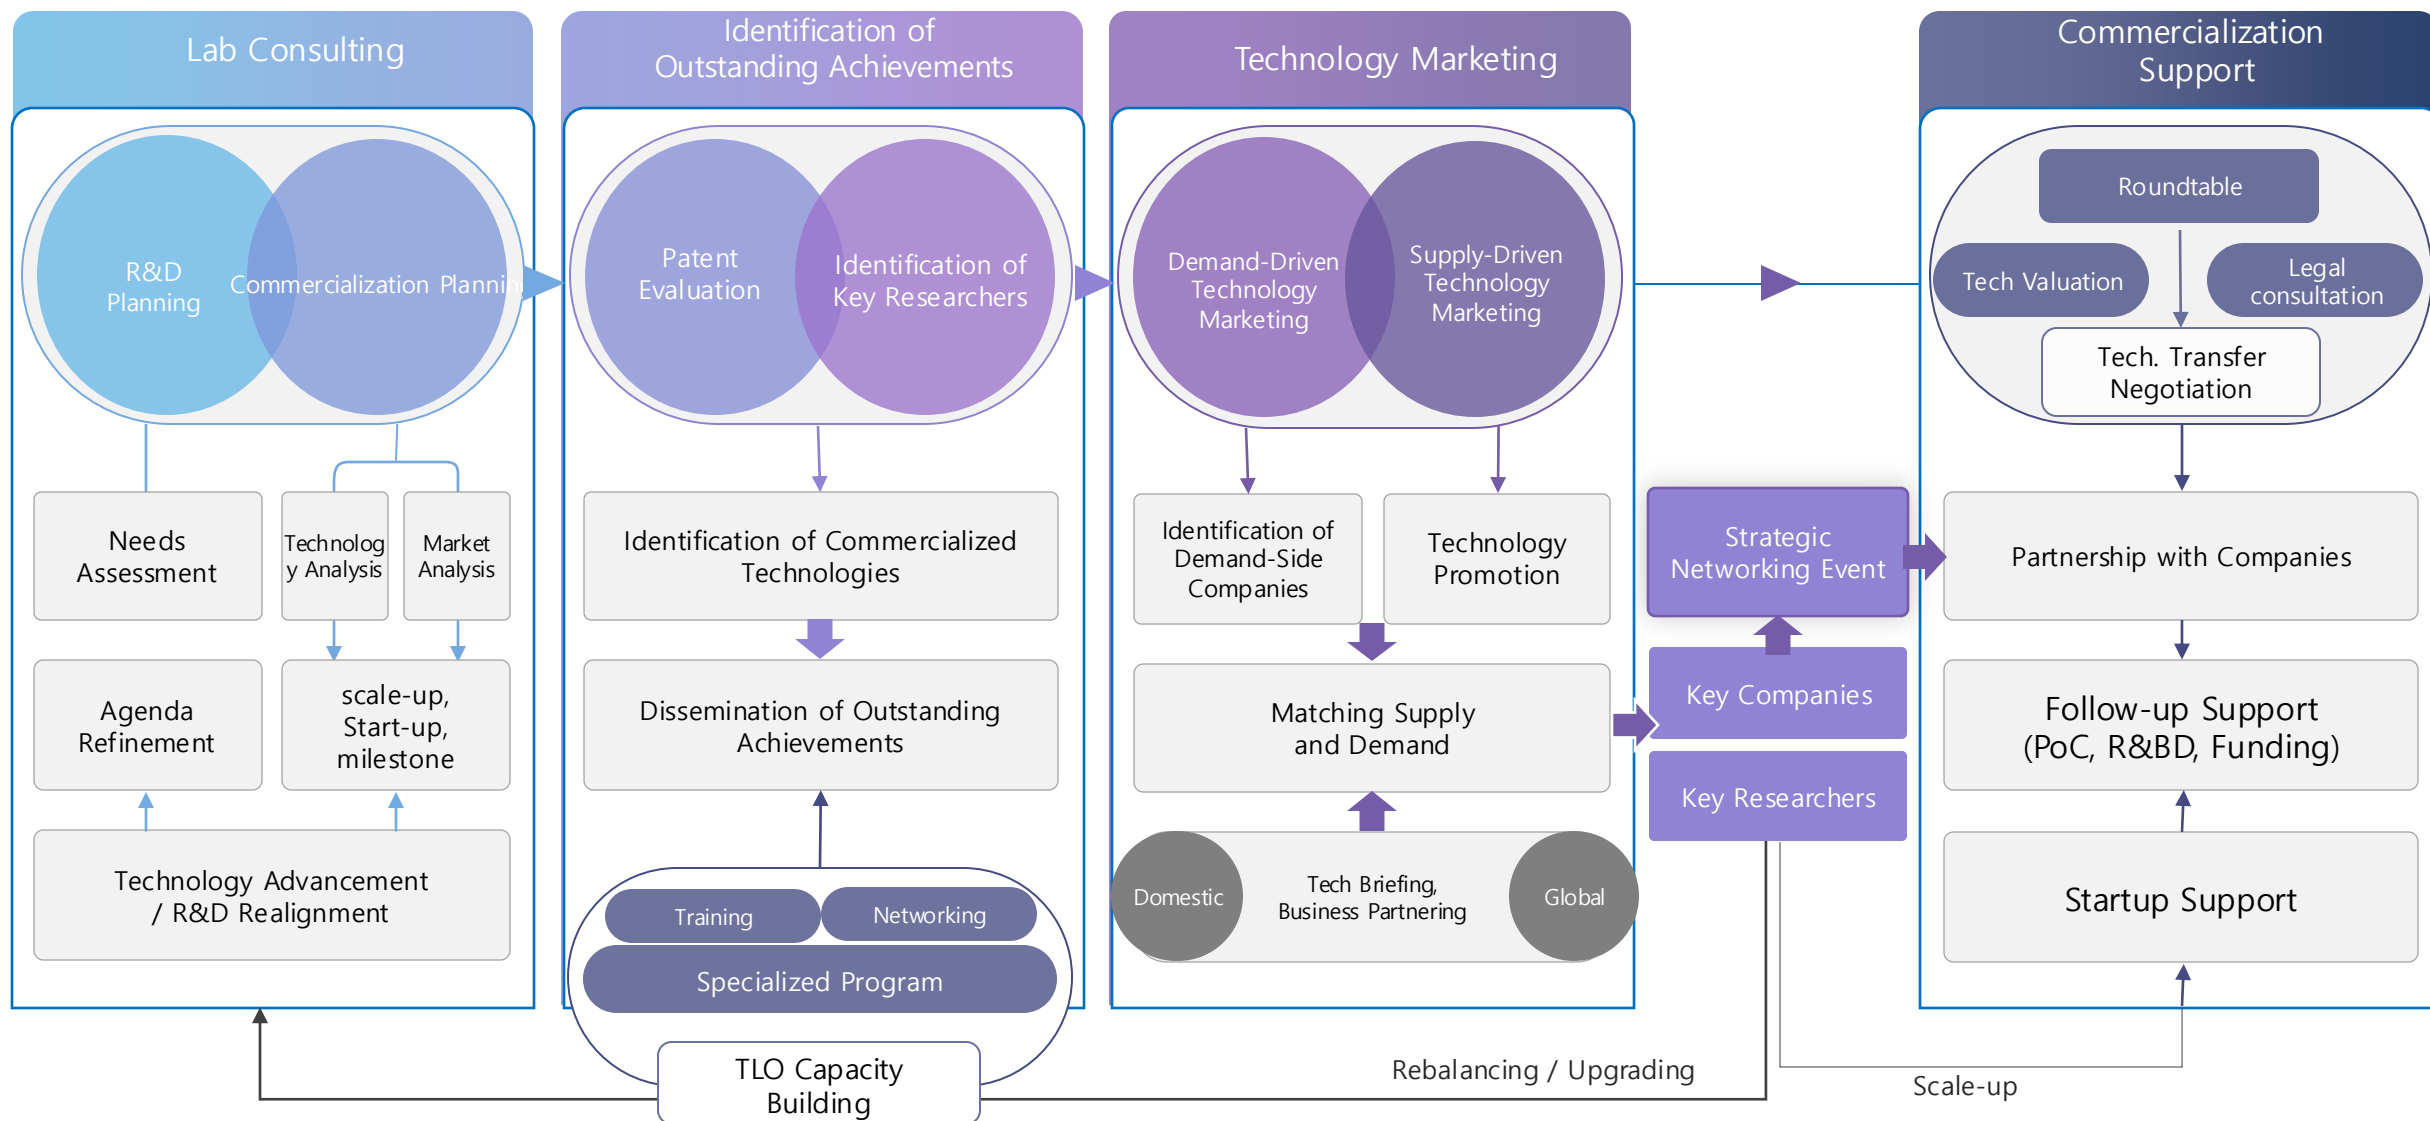 Lab Consulting
Identification of
Outstanding Achievements
Technology Marketing
Commercialization
Support
R&D
Planning
Commercialization Plannin
Patent
Evaluation
Identification of
Key Researchers
Demand-Driven
Technology
Marketing
Supply-Driven
Technology
Marketing
Roundtable
Tech Valuation
Legal
consultation
Tech. Transfer
Negotiation
Needs
Assessment
Technolog
y Analysis
Market
Analysis
Identification of Commercialized
Technologies
Identification of
Demand-Side
Companies
Technology
Promotion
Strategic
Networking Event
Partnership with Companies
Agenda
Refinement
scale-up,
Start-up,
milestone
Dissemination of Outstanding
Achievements
Matching Supply
and Demand
Key Companies
Key Researchers
Follow-up Support
(PoC, R&BD, Funding)
Technology Advancement
/ R&D Realignment
Training
Networking
Specialized Program
Domestic
Tech Briefing,
Business Partnering
Global
Startup Support
TLO Capacity
Building
Rebalancing / Upgrading
Scale-up